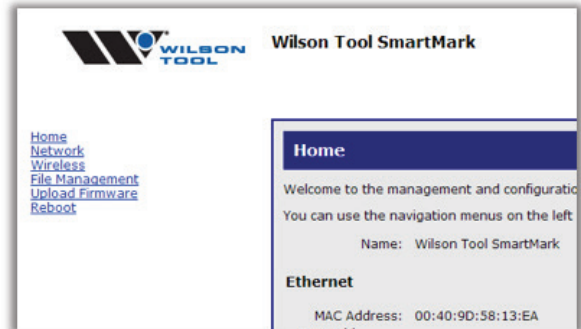 WILSON
TOOL
Wilson Tool SmartMark
Home
Network
Wireless
File Management
Upload Firmware
Reboot
Home
Welcome to the management and configuratio
You can use the navigation menus on the left
Name: Wilson Tool SmartMark
Ethernet
MAC Address: 00:40:9D:58:13:EA